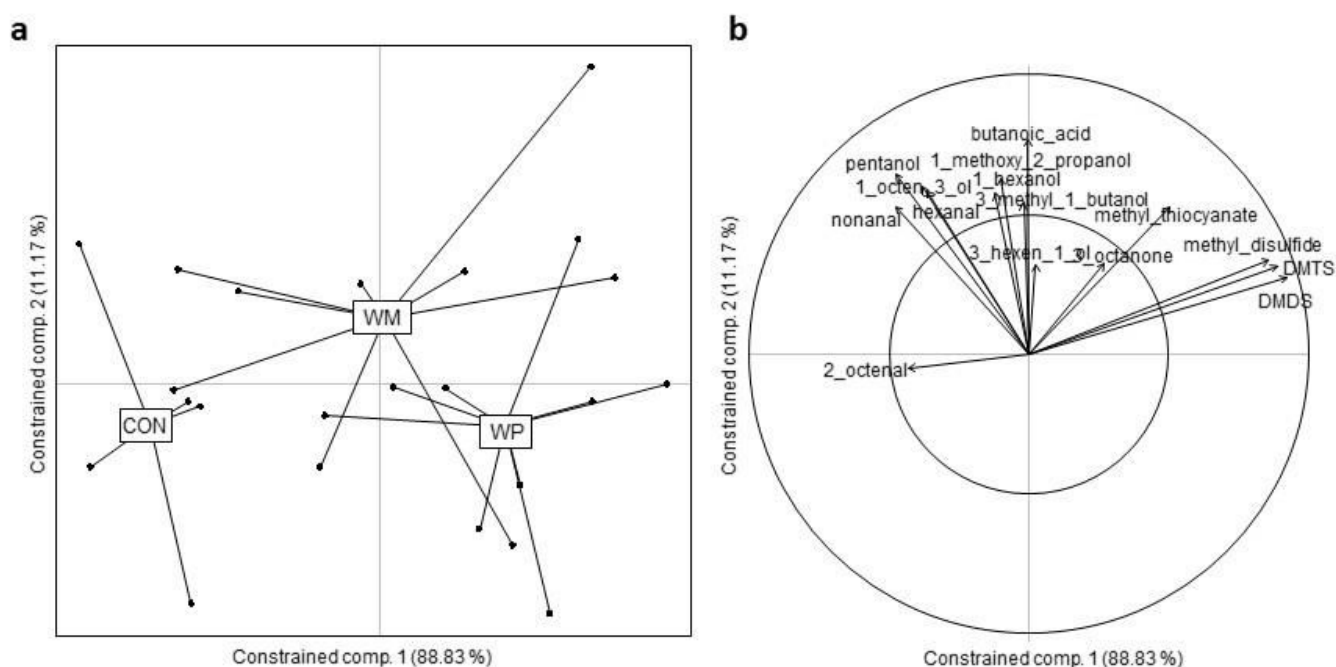 a
Constrained comp. 2 (11.17 %)
WM
CON
WP
Constrained comp. 1 (88.83 %)
b
Constrained comp. 2 (11.17 %)
butanoic_acid
pentanol
1_methoxy_2_propanol
1_octen_3_ol
1_hexanol
3_methyl_1_butanol
nonanal
hexanal
methyl_thiocyanate
3_hexen_1_ol
3_octanone
methyl_disulfide
DMTS
DMDS
2_octenal
Constrained comp. 1 (88.83 %)